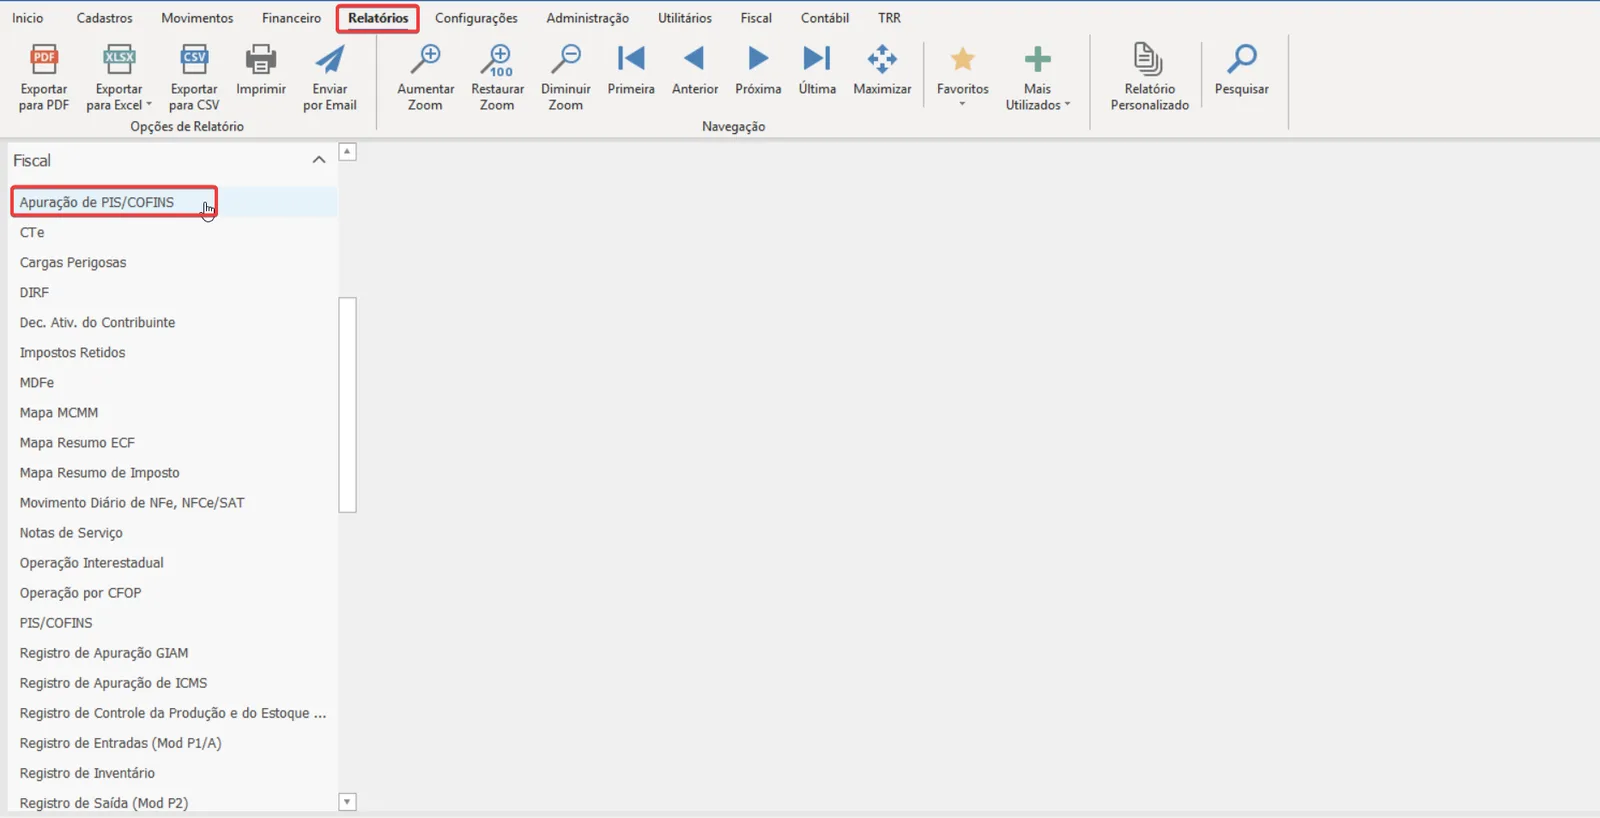 Inicio Cadastros Movimentos Financeiro Relatórios Configurações Administração Utilitários Fiscal Contábil TRR
PDF XLSX CSV 100
Exportar para PDF
Exportar para Excel
Exportar para CSV
Imprimir
Enviar por Email
Aumentar Zoom
Restaurar Zoom
Diminuir Zoom
Primeira
Anterior
Próxima
Última
Maximizar
Favoritos
Mais Utilizados
Relatório Personalizado
Pesquisar
Opções de Relatório
Navegação
Fiscal
Apuração de PIS/COFINS
CTe
Cargas Perigosas
DIRF
Dec. Ativ. do Contribuinte
Impostos Retidos
MDFe
Mapa MCMM
Mapa Resumo ECF
Mapa Resumo de Imposto
Movimento Diário de NFe, NFCe/SAT
Notas de Serviço
Operação Interestadual
Operação por CFOP
PIS/COFINS
Registro de Apuração GIAM
Registro de Apuração de ICMS
Registro de Controle da Produção e do Estoque ...
Registro de Entradas (Mod P1/A)
Registro de Inventário
Registro de Saída (Mod P2)